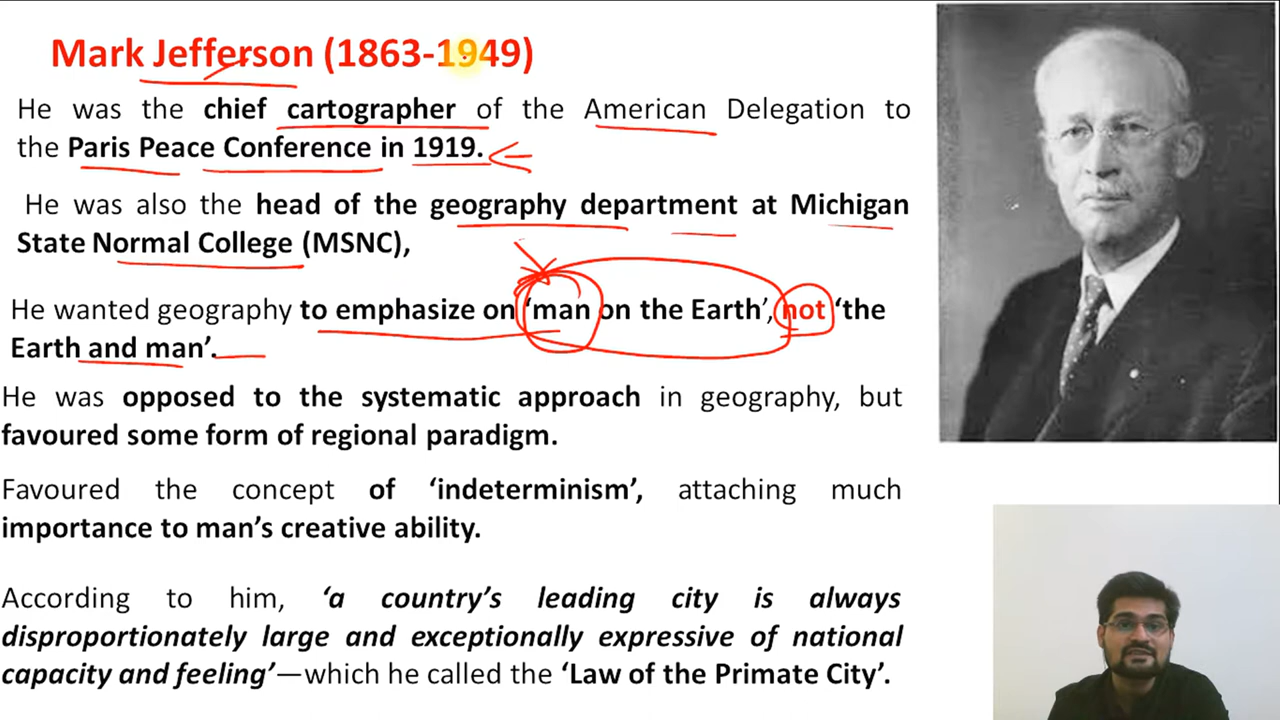 Mark Jefferson (1863-1949)
He was the chief cartographer of the American Delegation to
the Paris Peace Conference in 1919.
He was also the head of the geography department at Michigan
State Normal College (MSNC),
He wanted geography to emphasize on ‘man on the Earth’, not ‘the
Earth and man’.
He was opposed to the systematic approach in geography, but
favoured some form of regional paradigm.
Favoured the concept of ‘indeterminism’, attaching much
importance to man’s creative ability.
According to him, ‘a country’s leading city is always
disproportionately large and exceptionally expressive of national
capacity and feeling’—which he called the ‘Law of the Primate City’.